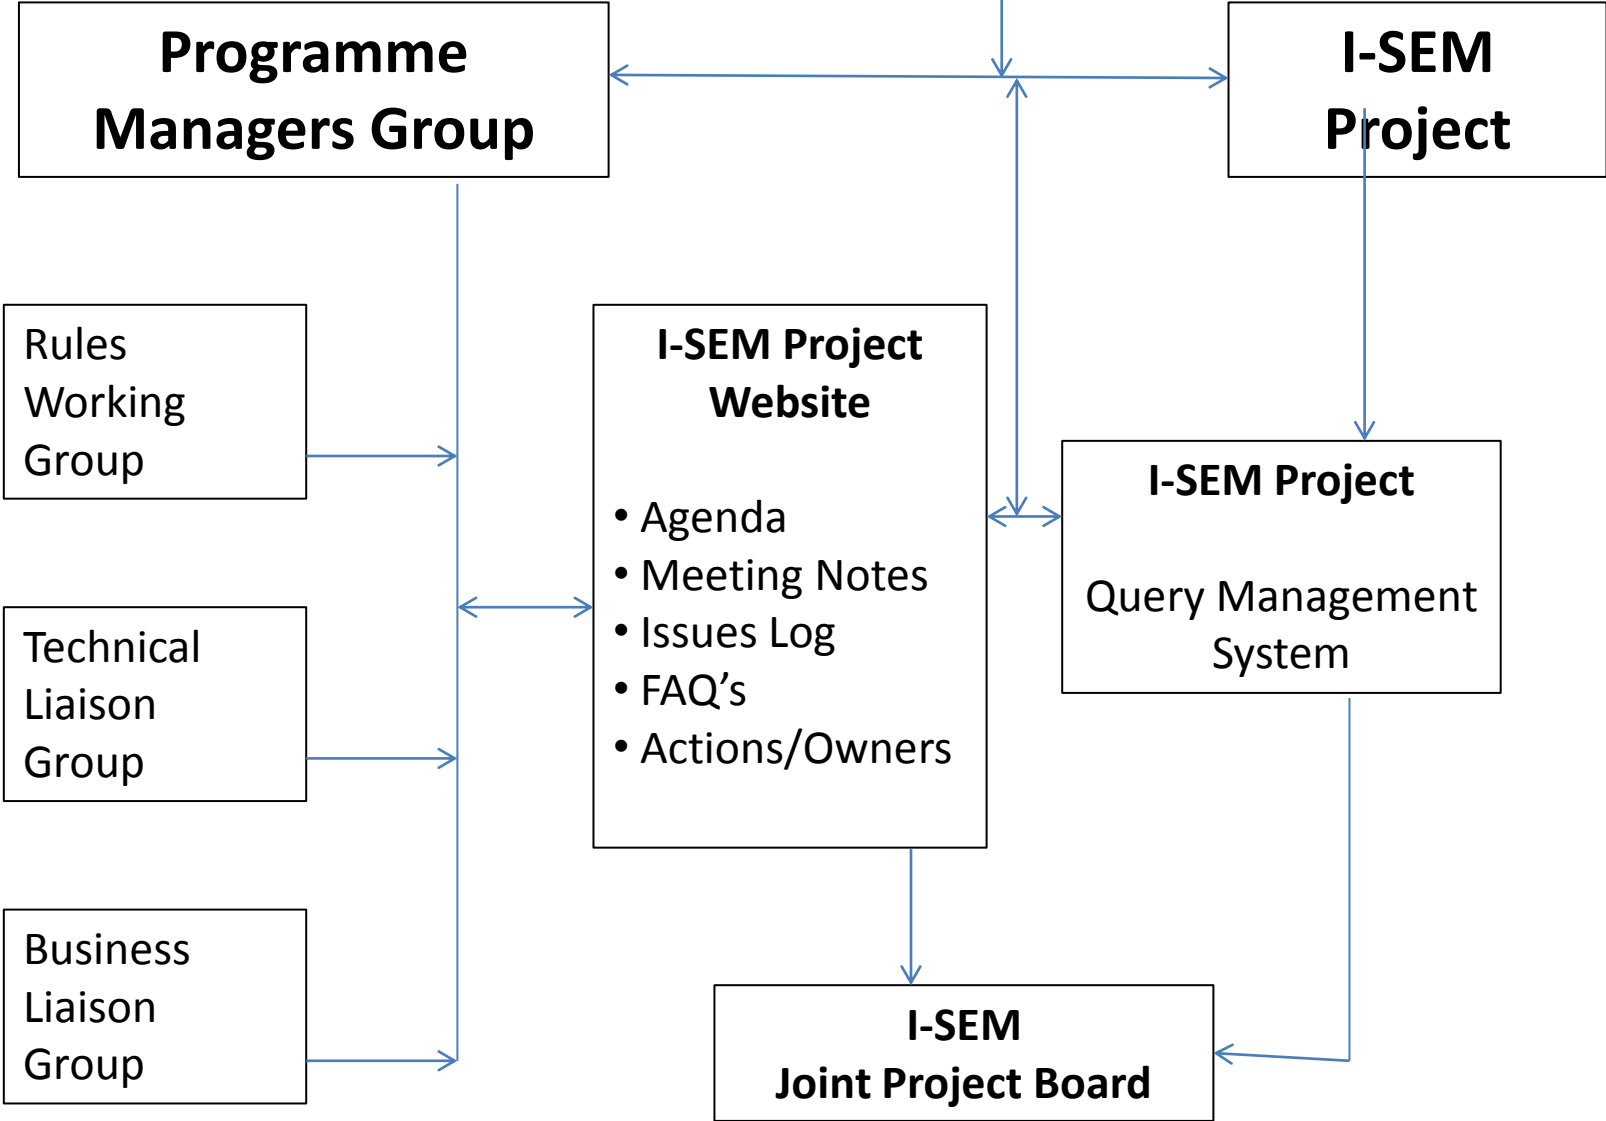 Programme
Managers Group
I-SEM
Project
Rules
Working
Group
I-SEM Project
Website
• Agenda
• Meeting Notes
• Issues Log
• FAQ’s
• Actions/Owners
I-SEM Project
Query Management
System
Technical
Liaison
Group
Business
Liaison
Group
I-SEM
Joint Project Board